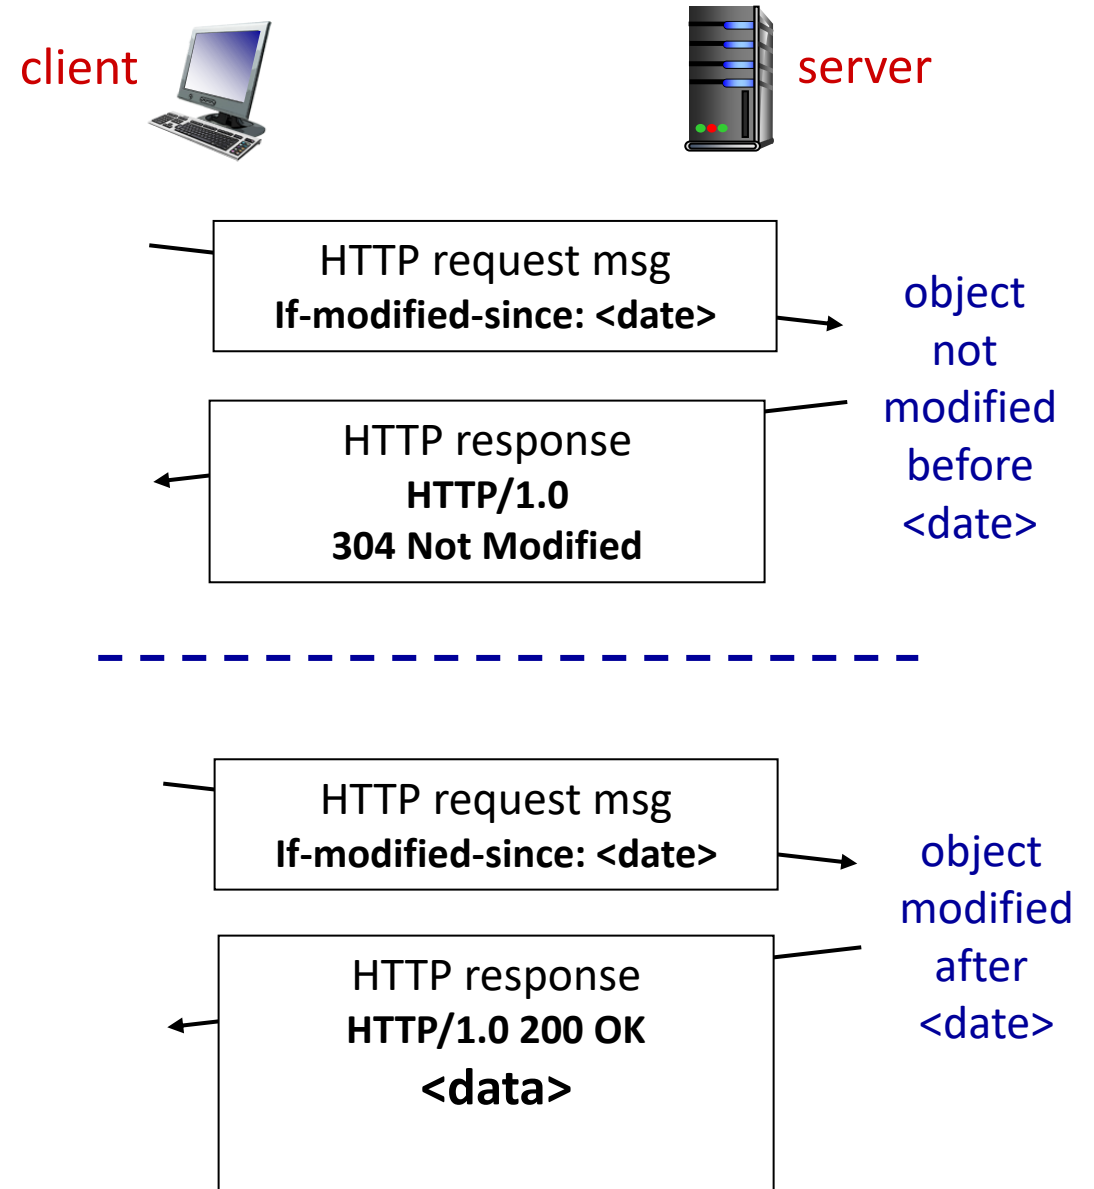 client
server
HTTP request msg
If-modified-since: <date>
object
not
modified
before
<date>
HTTP response
HTTP/1.0
304 Not Modified
HTTP request msg
If-modified-since: <date>
object
modified
after
<date>
HTTP response
HTTP/1.0 200 OK
<data>